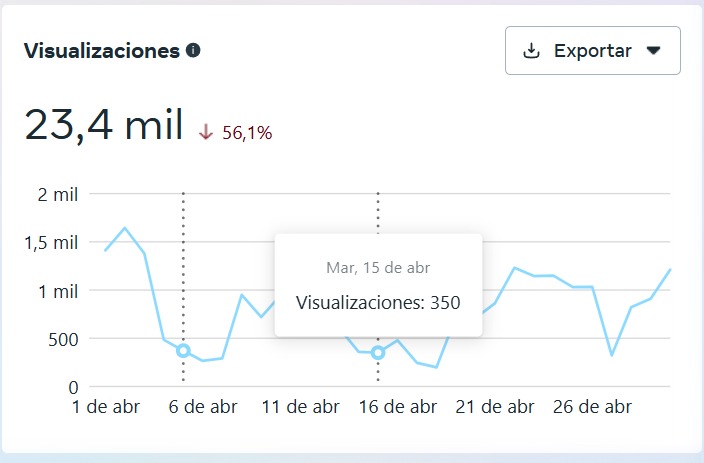 Visualizaciones
Exportar
23,4 mil 56,1%
2 mil
1,5 mil
1 mil
500
0
Mar, 15 de abr
Visualizaciones: 350
1 de abr 6 de abr 11 de abr 16 de abr 21 de abr 26 de abr